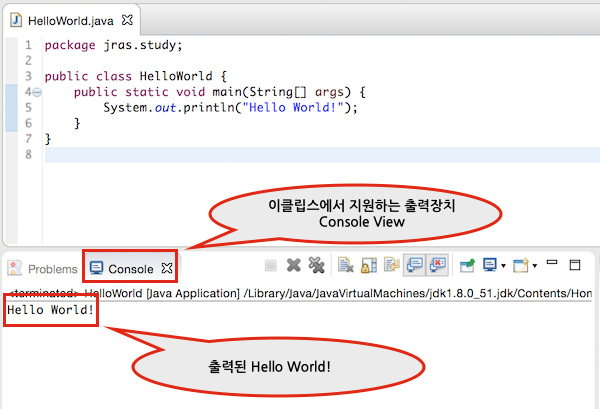 HelloWorld.java
1 package jras.study;
2
3 public class HelloWorld {
4 public static void main(String[] args) {
5 System.out.println("Hello World!");
6 }
7 }
8
이클립스에서 지원하는 출력장치
Console View
Problems Console
<terminated> HelloWorld [Java Application] /Library/Java/JavaVirtualMachines/jdk1.8.0_51.jdk/Contents/Hon
Hello World!
출력된 Hello World!